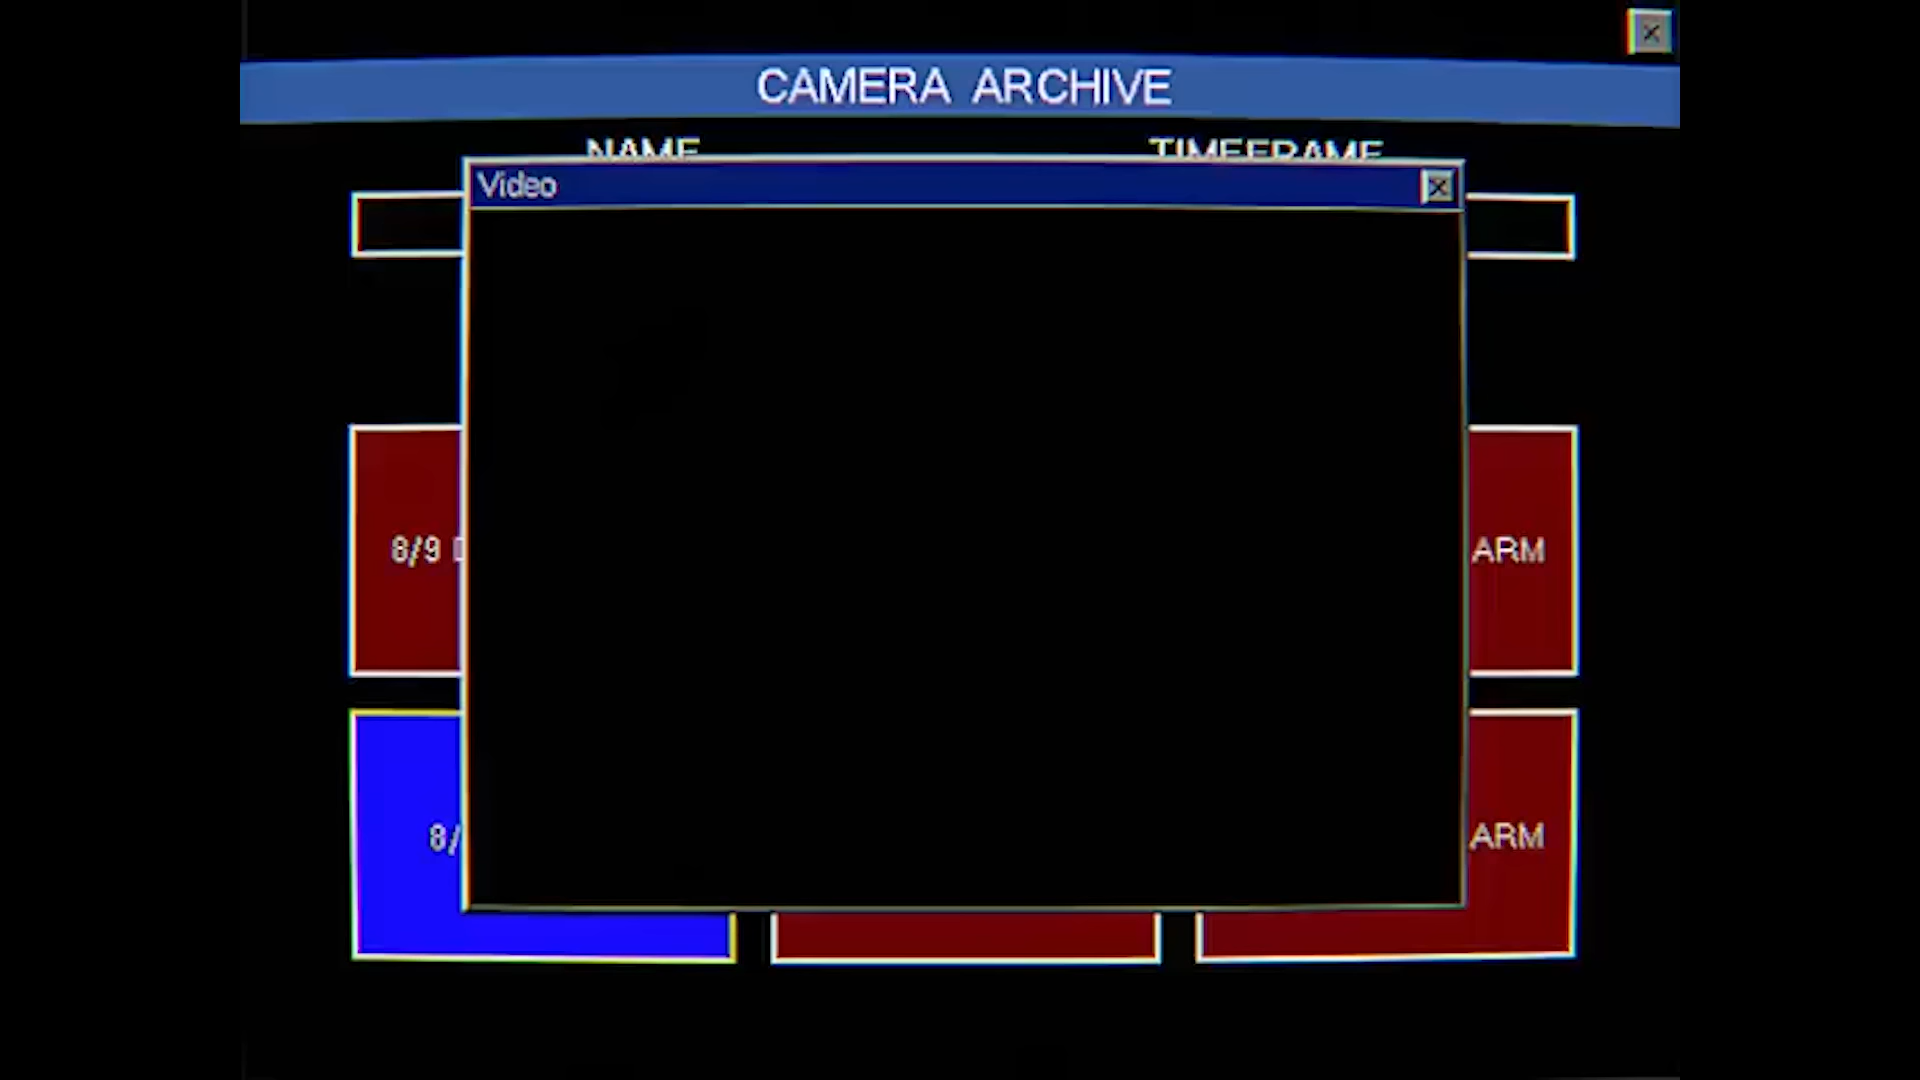 CAMERA ARCHIVE
NAME TIMEFRAME
Video
8/9 ARM
8/ ARM